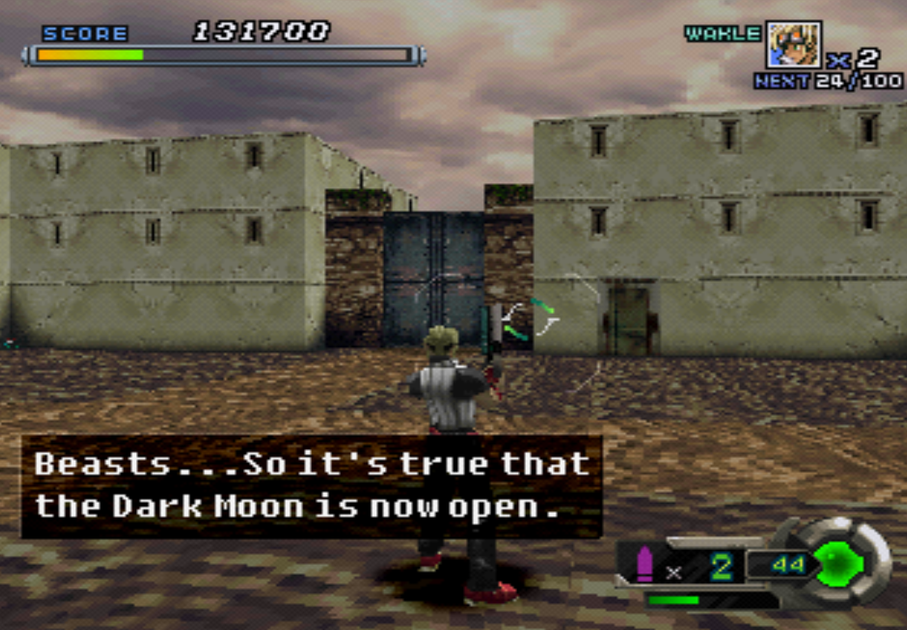 SCORE 131700
WAKLE x2
NEXT 24/100
Beasts...So it's true that
the Dark Moon is now open.
x 2 44